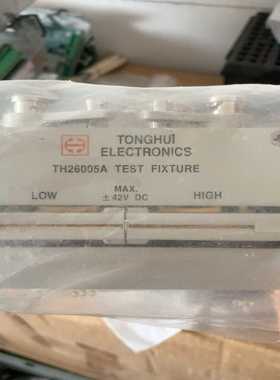 TONGHUI
ELECTRONICS
TH26005A TEST FIXTURE
LOW MAX. HIGH
± 42V DC